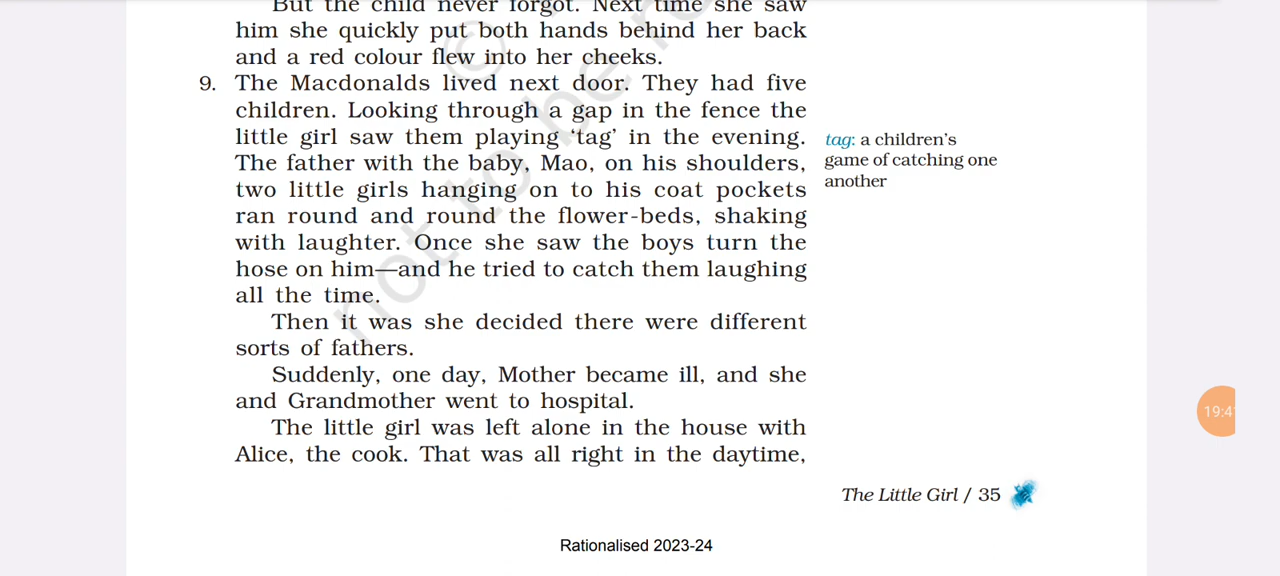 But the child never forgot. Next time she saw
him she quickly put both hands behind her back
and a red colour flew into her cheeks.
9. The Macdonalds lived next door. They had five
children. Looking through a gap in the fence the
little girl saw them playing ‘tag’ in the evening.
The father with the baby, Mao, on his shoulders,
two little girls hanging on to his coat pockets
ran round and round the flower-beds, shaking
with laughter. Once she saw the boys turn the
hose on him—and he tried to catch them laughing
all the time.
tag: a children’s
game of catching one
another
Then it was she decided there were different
sorts of fathers.
Suddenly, one day, Mother became ill, and she
and Grandmother went to hospital.
The little girl was left alone in the house with
Alice, the cook. That was all right in the daytime,
The Little Girl / 35
Rationalised 2023-24
© 
not to be